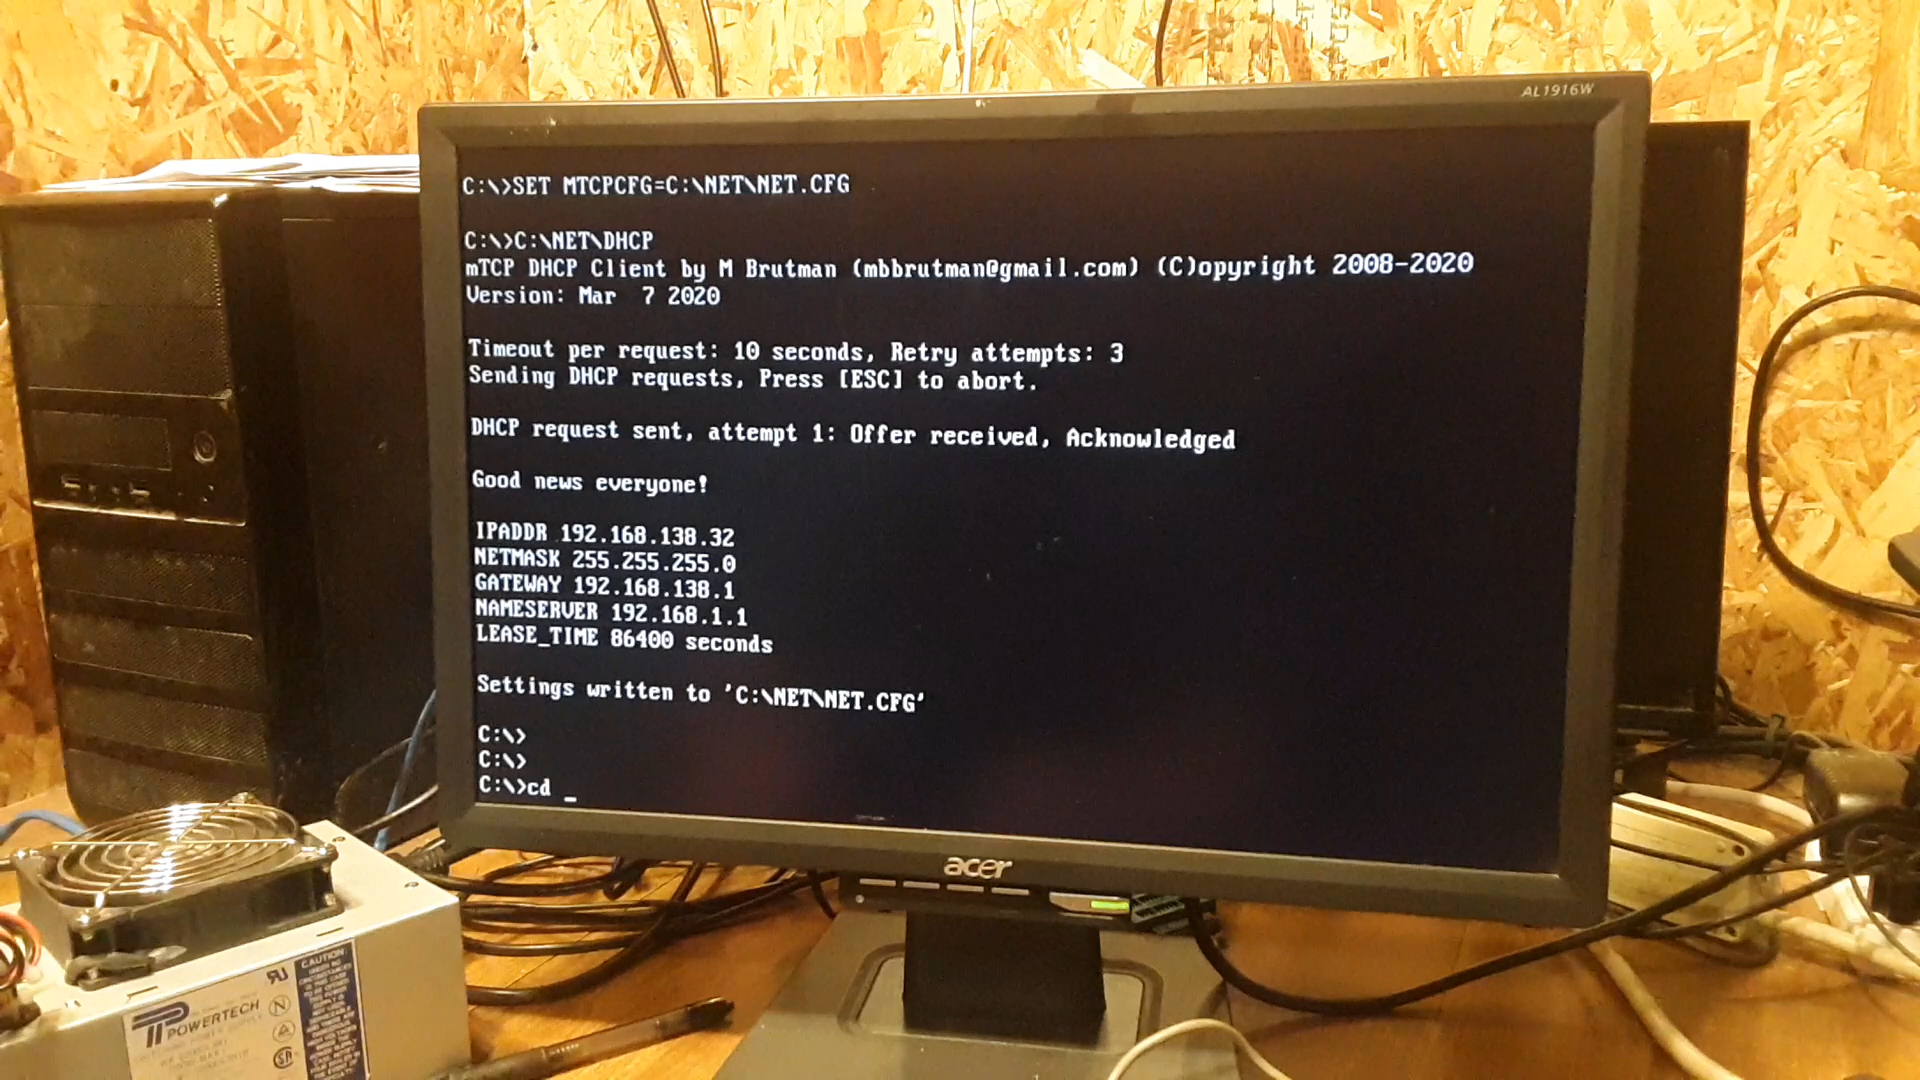 AL1916W
C:\>SET MTCPCFG=C:\NET\NET.CFG
C:\>C:\NET\DHCP
mTCP DHCP Client by M Brutman (mbbrutman@gmail.com) (C)opyright 2008-2020
Version: Mar  7 2020
Timeout per request: 10 seconds, Retry attempts: 3
Sending DHCP requests, Press [ESC] to abort.
DHCP request sent, attempt 1: Offer received, Acknowledged
Good news everyone!
IPADDR 192.168.138.32
NETMASK 255.255.255.0
GATEWAY 192.168.138.1
NAMESERVER 192.168.1.1
LEASE_TIME 86400 seconds
Settings written to 'C:\NET\NET.CFG'
C:\>
C:\>
C:\>cd _
acer
POWERTECH
CAUTION